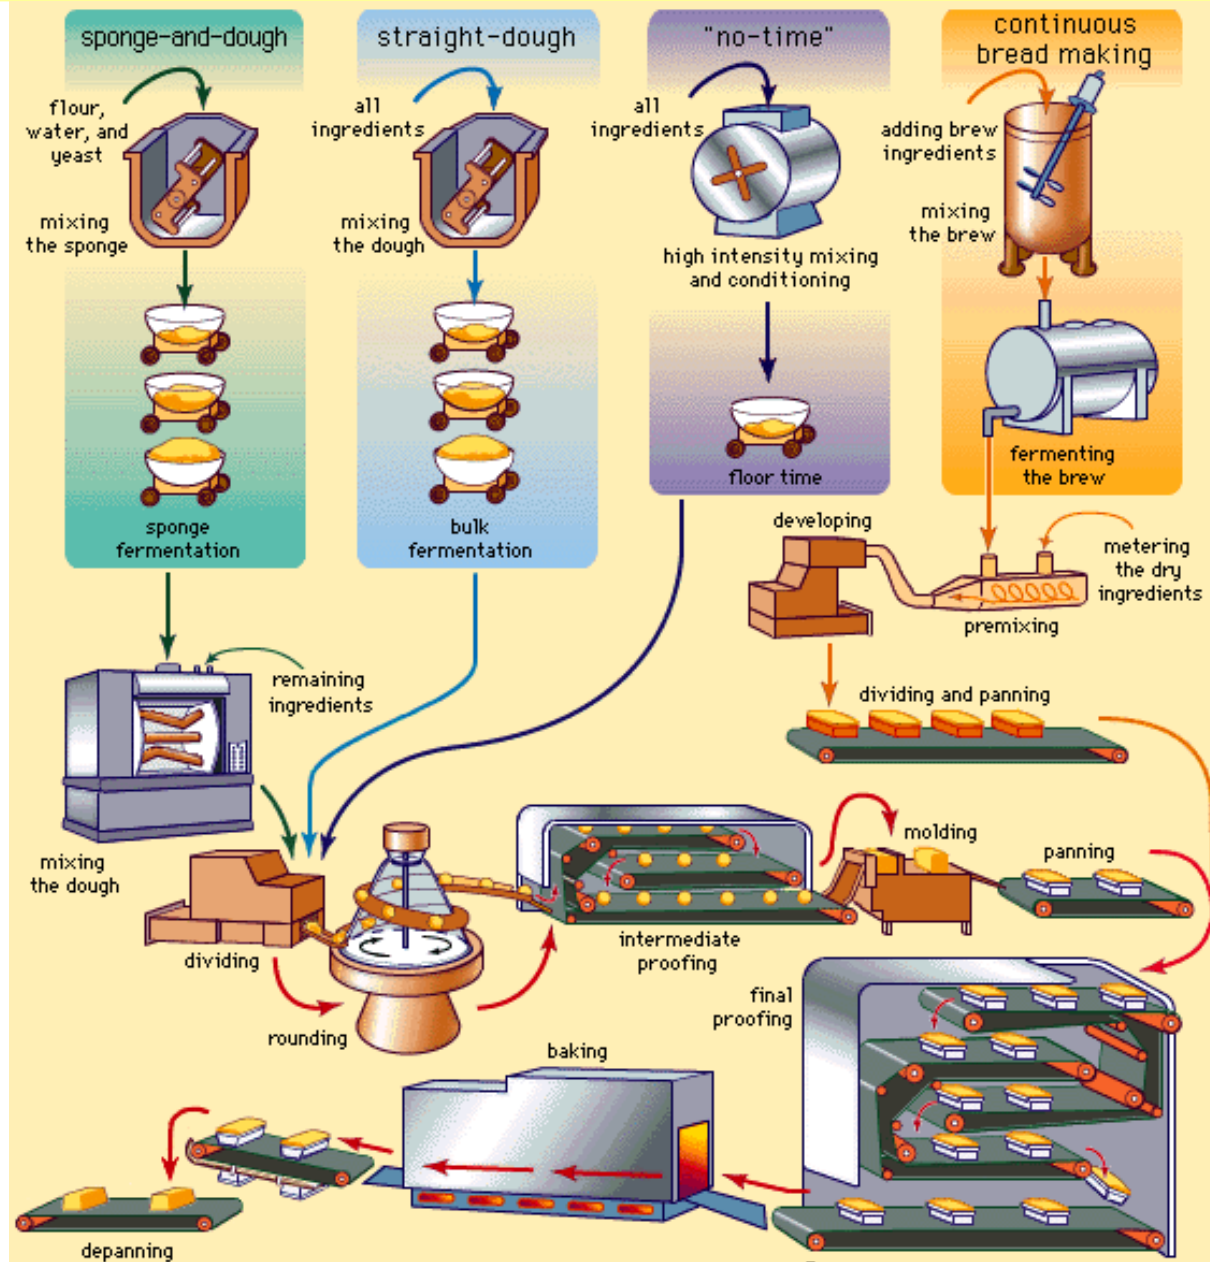 sponge-and-dough
flour,
water, and
yeast
mixing
the sponge
sponge
fermentation
straight-dough
all
ingredients
mixing
the dough
bulk
fermentation
"no-time"
all
ingredients
high intensity mixing
and conditioning
floor time
continuous
bread making
adding brew
ingredients
mixing
the brew
fermenting
the brew
developing
metering
the dry
ingredients
premixing
dividing and panning
remaining
ingredients
mixing
the dough
dividing
rounding
intermediate
proofing
molding
panning
final
proofing
baking
depanning